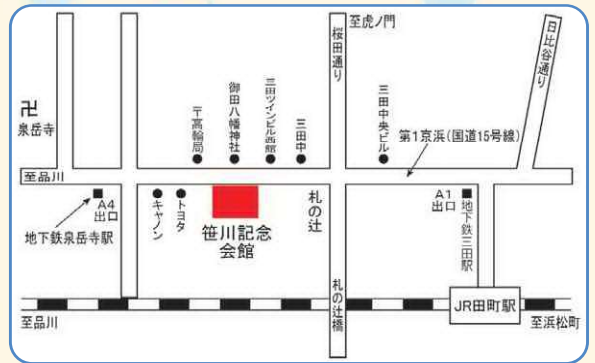 至虎ノ門
桜田通り
日比谷通り
卍
泉岳寺
〒高輪局
御田八幡神社
三田ツインビル西館
三田中
三田中央ビル
第1京浜(国道15号線)
至品川
A4
出口
地下鉄泉岳寺駅
キャノン
トヨタ
笹川記念
会館
札の辻
A1
出口
地下鉄三田駅
札の辻橋
JR田町駅
至品川
至浜松町